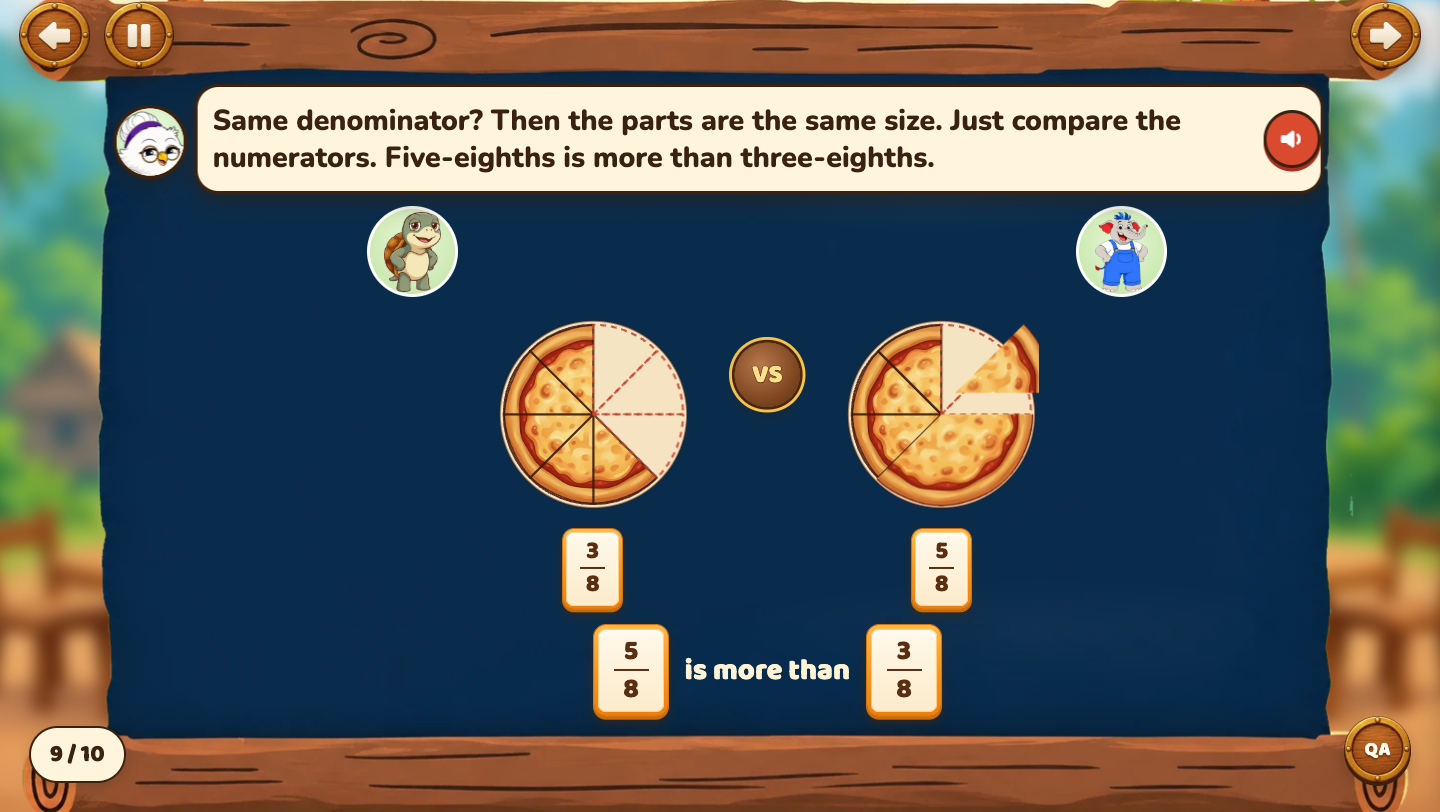 Same denominator? Then the parts are the same size. Just compare the
numerators. Five-eighths is more than three-eighths.
VS
3
8
5
8
5
8
is more than
3
8
9 / 10
QA